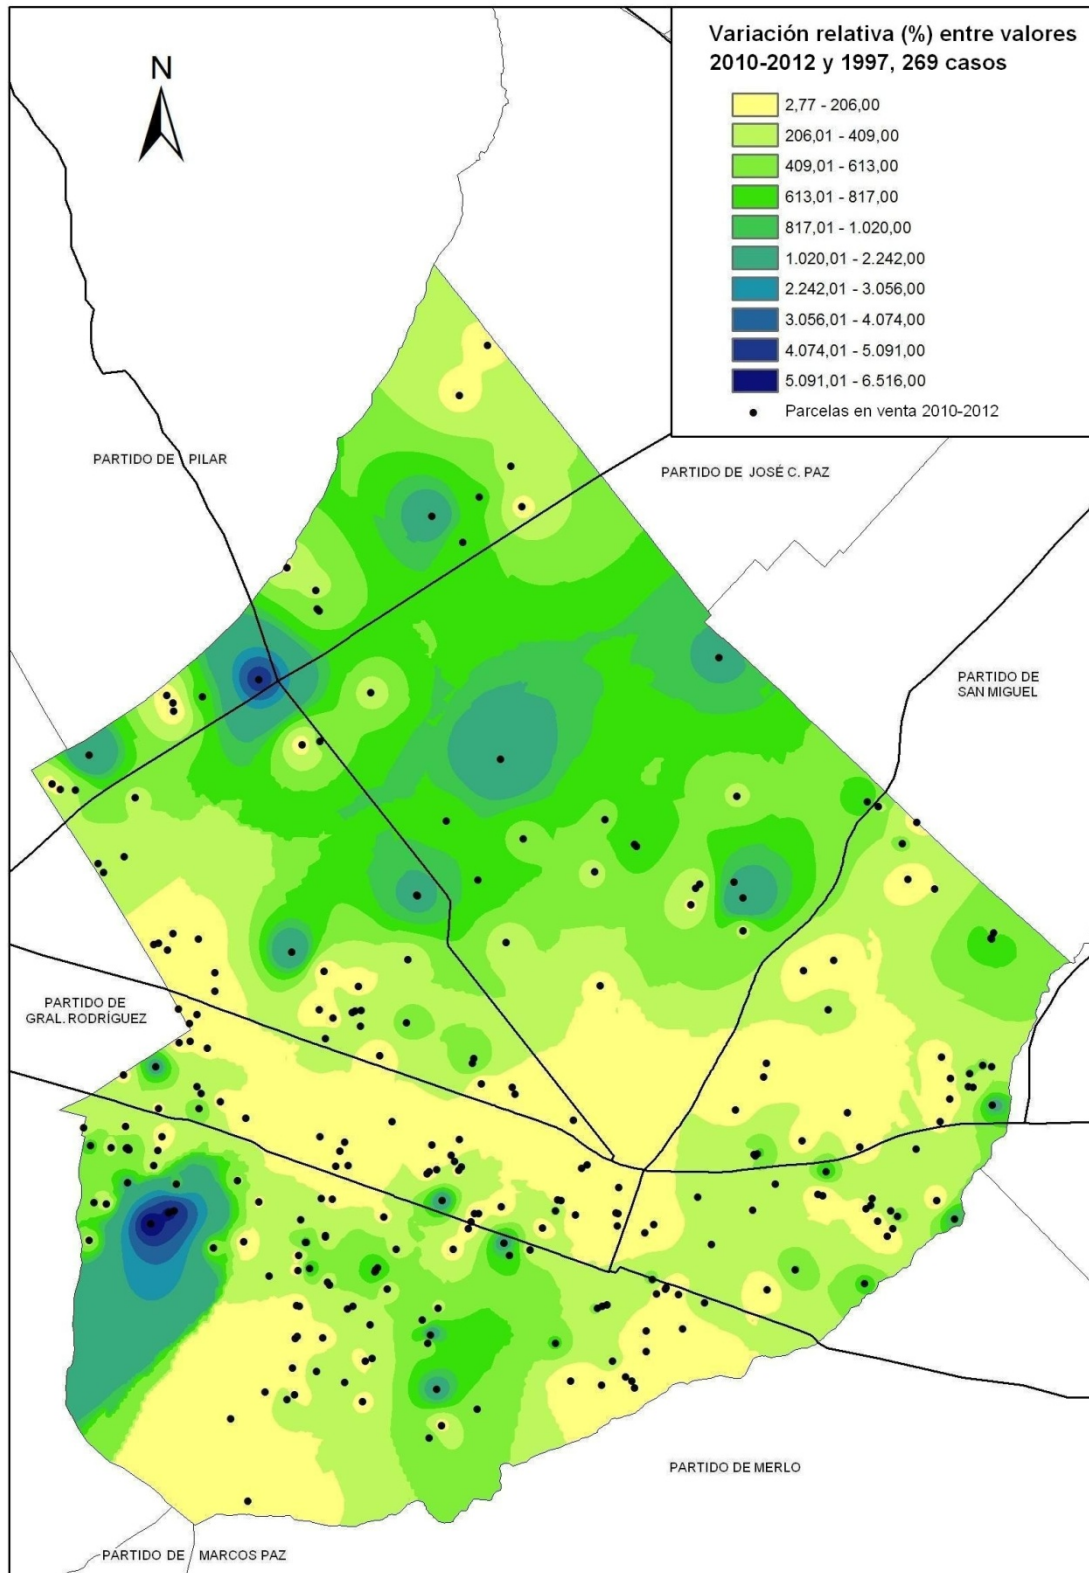 Variación relativa (%) entre valores
2010-2012 y 1997, 269 casos
N
2,77 - 206,00
206,01 - 409,00
409,01 - 613,00
613,01 - 817,00
817,01 - 1.020,00
1.020,01 - 2.242,00
2.242,01 - 3.056,00
3.056,01 - 4.074,00
4.074,01 - 5.091,00
5.091,01 - 6.516,00
Parcelas en venta 2010-2012
PARTIDO DE PILAR
PARTIDO DE JOSÉ C. PAZ
PARTIDO DE
SAN MIGUEL
PARTIDO DE
GRAL. RODRÍGUEZ
PARTIDO DE MERLO
PARTIDO DE MARCOS PAZ